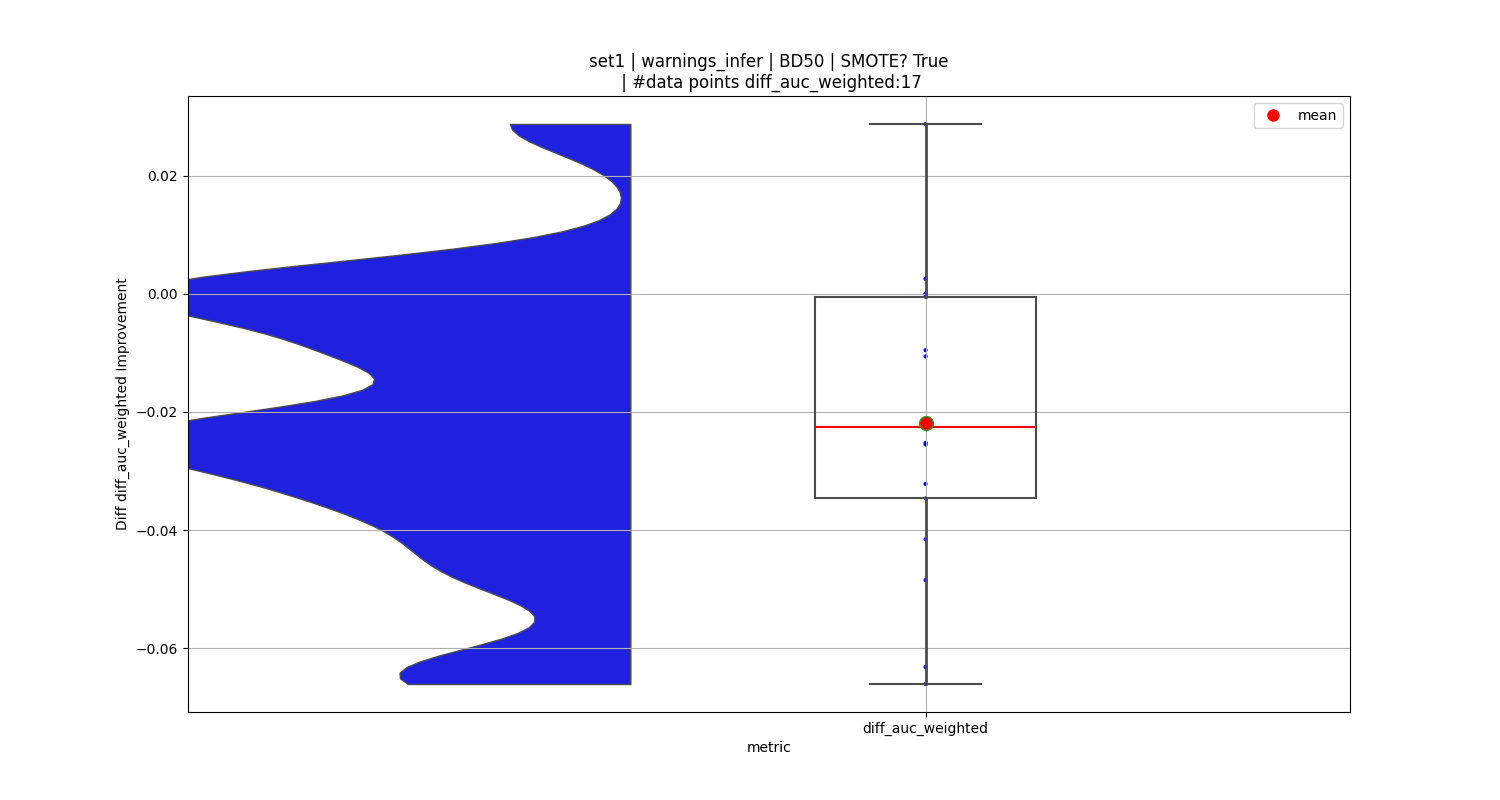 set1 | warnings_infer | BD50 | SMOTE? True
| #data points diff_auc_weighted:17
mean
Diff diff_auc_weighted Improvement
0.02
0.00
−0.02
−0.04
−0.06
diff_auc_weighted
metric